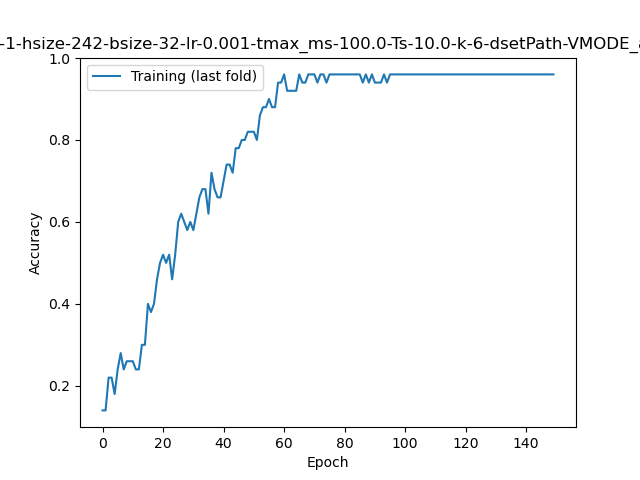 -1-hsize-242-bsize-32-lr-0.001-tmax_ms-100.0-Ts-10.0-k-6-dsetPath-VMODE_
Training (last fold)
1.0
0.8
0.6
0.4
0.2
Accuracy
0 20 40 60 80 100 120 140
Epoch